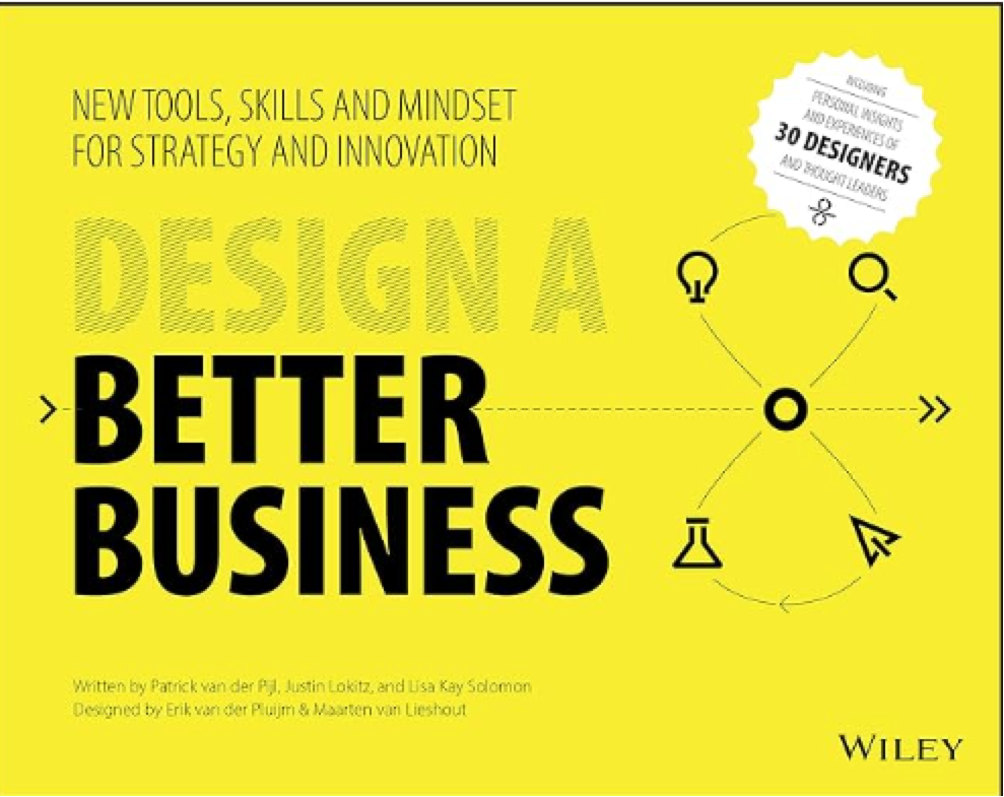 NEW TOOLS, SKILLS AND MINDSET
FOR STRATEGY AND INNOVATION
INCLUDING
PERSONAL INSIGHTS
AND EXPERIENCES OF
30 DESIGNERS
AND THOUGHT LEADERS
DESIGN A
BETTER
BUSINESS
Written by Patrick van der Pijl, Justin Lokitz, and Lisa Kay Solomon
Designed by Erik van der Pluijm & Maarten van Lieshout
WILEY